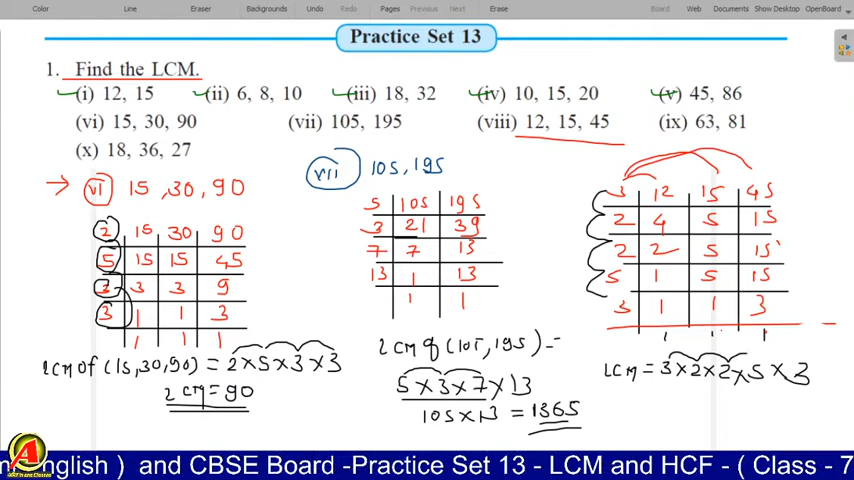 Color Line Eraser Backgrounds Undo Redo Pages Previous Next Erase Board Web Documents Show Desktop OpenBoard
Practice Set 13
1. Find the LCM.
(i) 12, 15 (ii) 6, 8, 10 (iii) 18, 32 (iv) 10, 15, 20 (v) 45, 86
(vi) 15, 30, 90 (vii) 105, 195 (viii) 12, 15, 45 (ix) 63, 81
(x) 18, 36, 27
→ (vi) 15, 30, 90
2 15 30 90
5 15 15 45
3 3 3 9
3 1 1 3
1 1 1
LCM of (15, 30, 90) = 2×5×3×3
LCM = 90
(vii) 105, 195
5 105 195
3 21 39
7 7 13
13 1 13
1 1
LCM of (105, 195) =
5×3×7×13
105×13 = 1365
3 12 15 45
2 4 5 15
2 2 5 15
5 1 5 15
3 1 1 3
1 1 1
LCM = 3×2×2×5×3
English ) and CBSE Board -Practice Set 13 - LCM and HCF - ( Class - 7